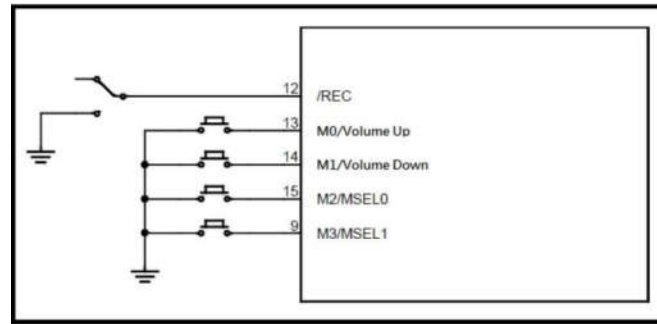 12 /REC
13 M0/Volume Up
14 M1/Volume Down
15 M2/MSEL0
9 M3/MSEL1